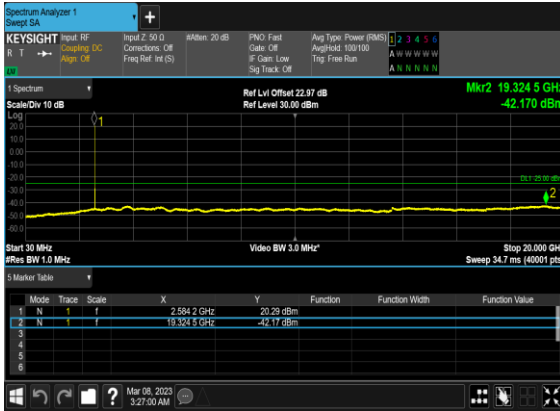 Spectrum Analyzer 1
Swept SA
+
KEYSIGHT Input: RF Input Z: 50 Ω #Atten: 20 dB PNO: Fast Avg Type: Power (RMS) 1 2 3 4 5 6
R T Coupling: DC Corrections: Off Gate: Off Avg|Hold: 100/100 A W W W W W
Align: Off Freq Ref: Int (S) IF Gain: Low Trig: Free Run
Sig Track: Off A N N N N N
1 Spectrum
Ref Lvl Offset 22.97 dB Mkr2 19.324 5 GHz
Scale/Div 10 dB Ref Level 30.00 dBm -42.170 dBm
Log
20.0
10.0
0.00
-10.0
-20.0
-30.0
-40.0
-50.0
-60.0
1
DL1 -25.00 dBm
2
Start 30 MHz Video BW 3.0 MHz* Stop 20.000 GH
#Res BW 1.0 MHz Sweep 34.7 ms (40001 pts
5 Marker Table
Mode Trace Scale X Y Function Function Width Function Value
1 N 1 f 2.584 2 GHz 20.29 dBm
2 N 1 f 19.324 5 GHz -42.17 dBm
3
4
5
6
? Mar 08, 2023
3:27:00 AM